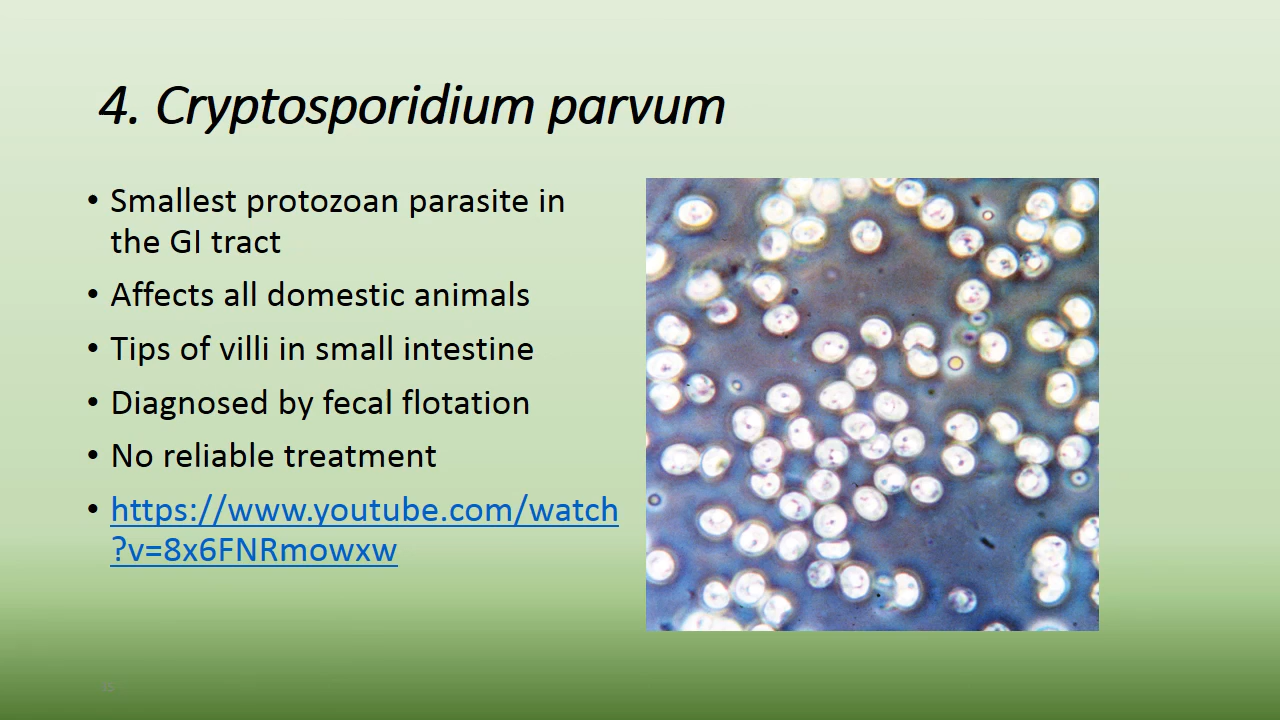 4. Cryptosporidium parvum
• Smallest protozoan parasite in
the GI tract
• Affects all domestic animals
• Tips of villi in small intestine
• Diagnosed by fecal flotation
• No reliable treatment
• https://www.youtube.com/watch
?v=8x6FNRmowxw